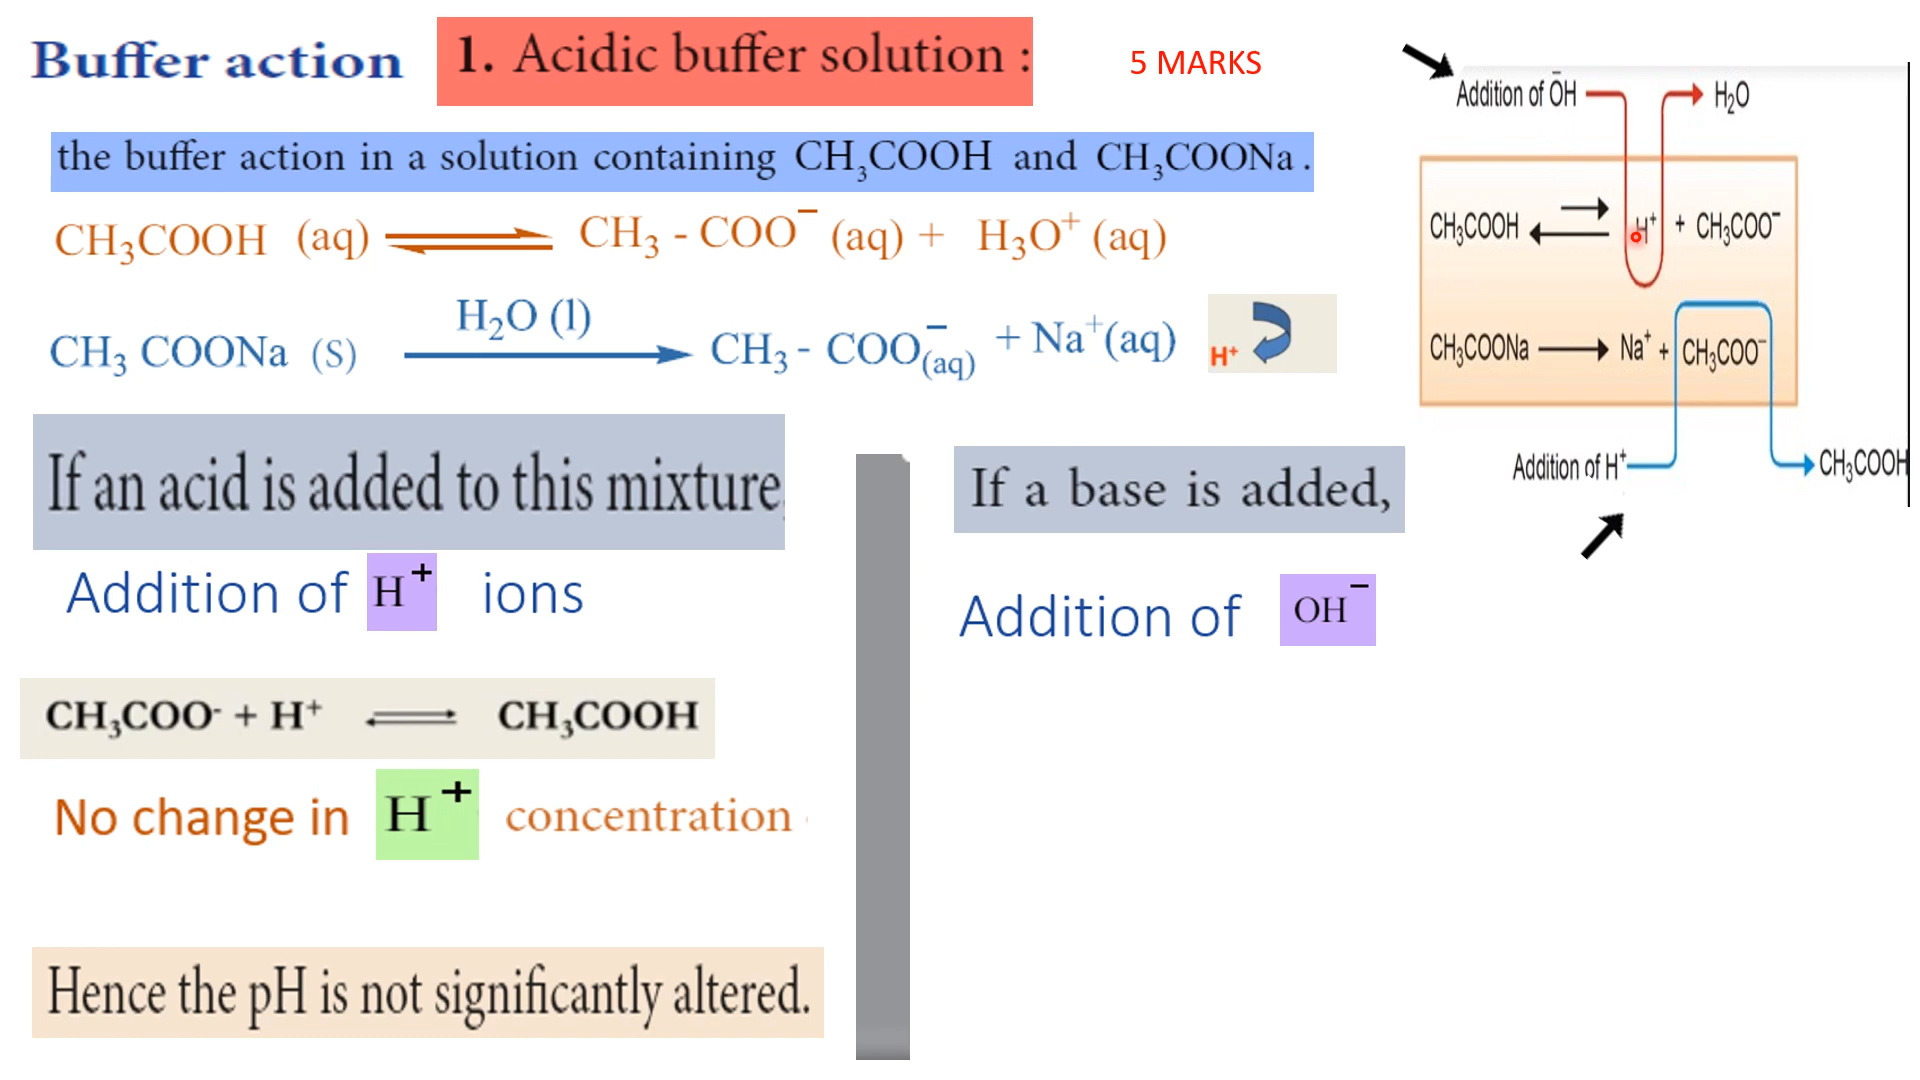 Buffer action 1. Acidic buffer solution : 5 MARKS
the buffer action in a solution containing CH₃COOH and CH₃COONa.
CH₃COOH (aq) ⇌ CH₃ - COO⁻ (aq) + H₃O⁺ (aq)
H₂O (l)
CH₃ COONa (S) ⟶ CH₃ - COO⁻(aq) + Na⁺(aq)
H⁺
If an acid is added to this mixture,
Addition of H⁺ ions
CH₃COO⁻ + H⁺ ⇌ CH₃COOH
No change in H⁺ concentration
Hence the pH is not significantly altered.
If a base is added,
Addition of OH⁻
Addition of ŌH → H₂O
CH₃COOH ⇌ H⁺ + CH₃COO⁻
CH₃COONa ⟶ Na⁺ + CH₃COO⁻
Addition of H⁺ → CH₃COOH